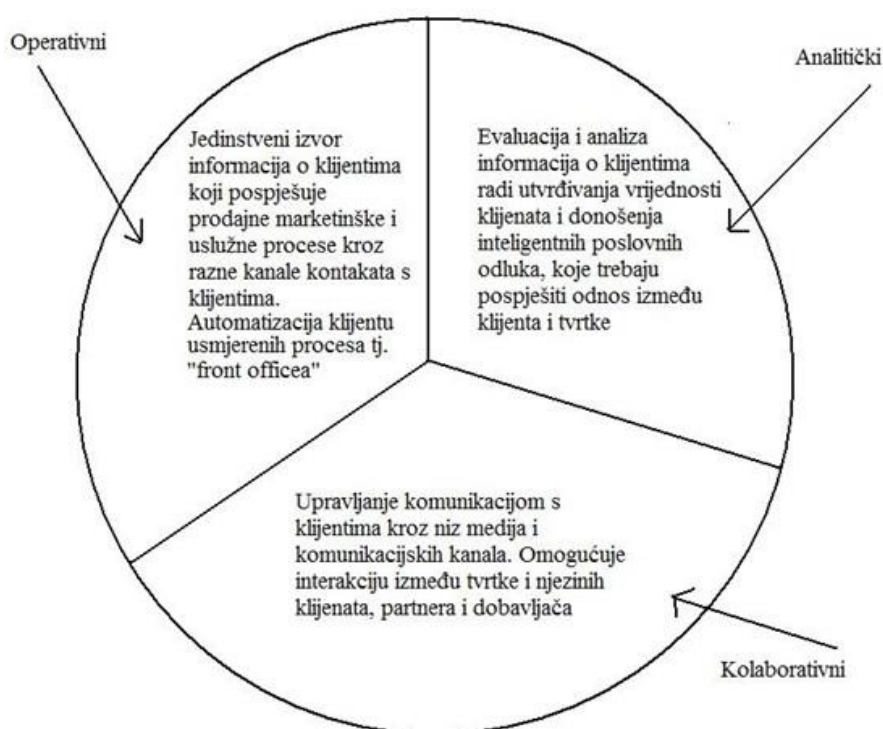 Operativni
Analitički
Jedinstveni izvor
informacija o klijentima
koji pospješuje
prodajne marketinške i
uslužne procese kroz
razne kanale kontakata s
klijentima.
Automatizacija klijentu
usmjerenih procesa tj.
"front officea"
Evaluacija i analiza
informacija o klijentima
radi utvrđivanja vrijednosti
klijenata i donošenja
inteligentnih poslovnih
odluka, koje trebaju
pospješiti odnos između
klijenta i tvrtke
Upravljanje komunikacijom s
klijentima kroz niz medija i
komunikacijskih kanala. Omogućuje
interakciju između tvrtke i njezinih
klijenata, partnera i dobavljača
Kolaborativni